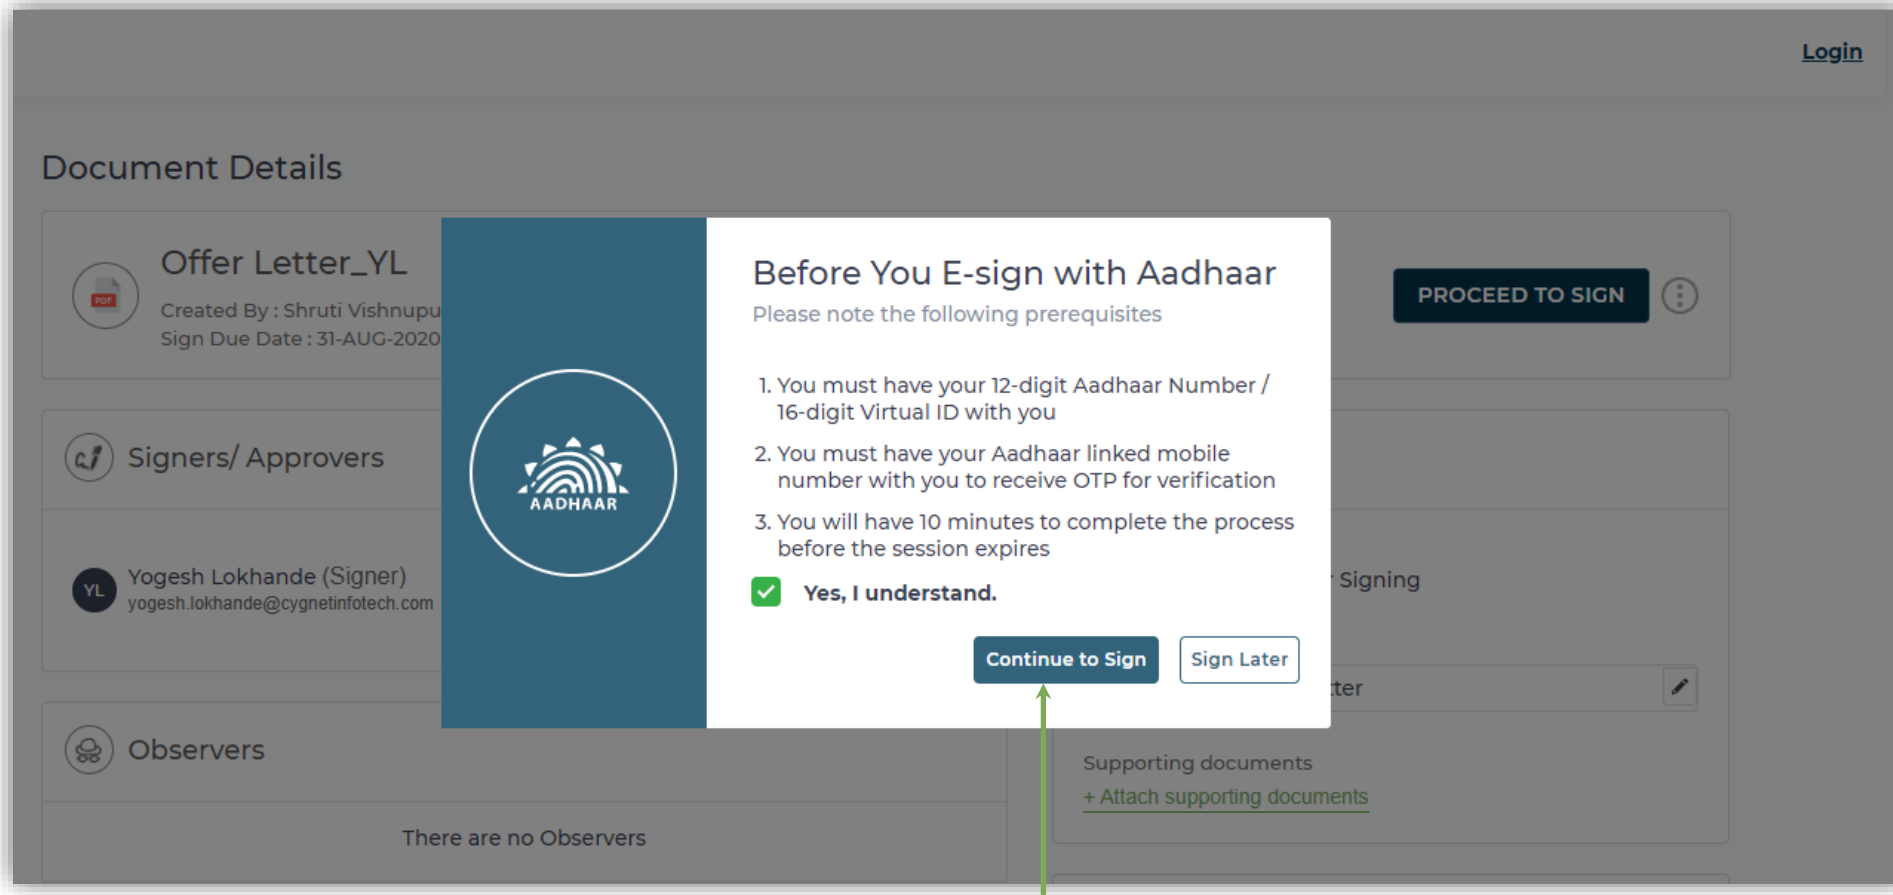 Login
Document Details
PDF
Offer Letter_YL
Created By : Shruti Vishnupu
Sign Due Date : 31-AUG-2020
PROCEED TO SIGN
Signers/ Approvers
YL
Yogesh Lokhande (Signer)
yogesh.lokhande@cygnetinfotech.com
Observers
There are no Observers
AADHAAR
Before You E-sign with Aadhaar
Please note the following prerequisites
1. You must have your 12-digit Aadhaar Number /
16-digit Virtual ID with you
2. You must have your Aadhaar linked mobile
number with you to receive OTP for verification
3. You will have 10 minutes to complete the process
before the session expires
Yes, I understand.
Continue to Sign
Sign Later
Signing
tter
Supporting documents
+ Attach supporting documents